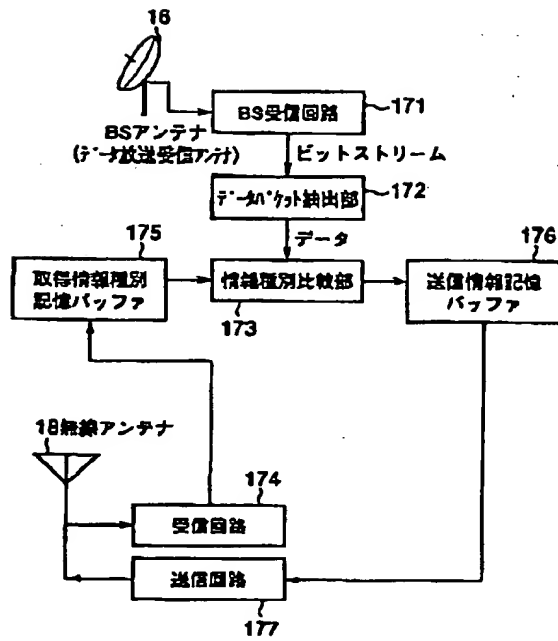 16
BS受信回路
171
BSアンテナ
(データ放送受信アンテナ)
ビットストリーム
データパケット抽出部
172
データ
175
取得情報種別
記憶バッファ
情報種別比較部
173
176
送信情報記憶
バッファ
18無線アンテナ
174
受信回路
送信回路
177